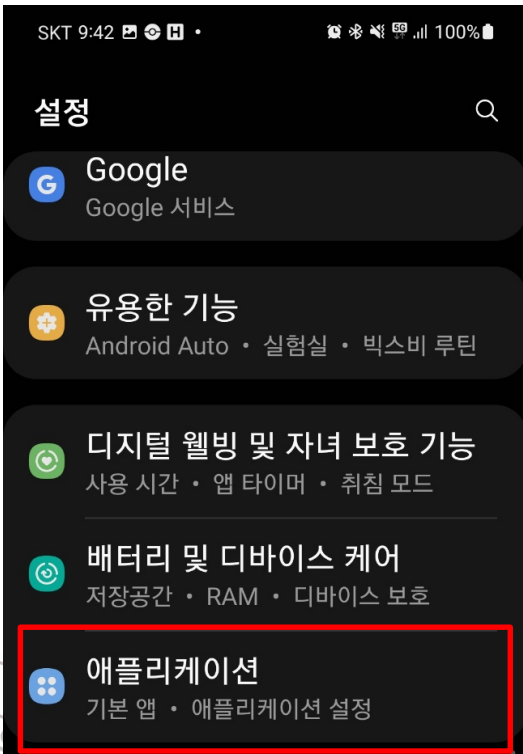 SKT 9:42 H • 5G 100%
설정
Google
Google 서비스
유용한 기능
Android Auto • 실험실 • 빅스비 루틴
디지털 웰빙 및 자녀 보호 기능
사용 시간 • 앱 타이머 • 취침 모드
배터리 및 디바이스 케어
저장공간 • RAM • 디바이스 보호
애플리케이션
기본 앱 • 애플리케이션 설정